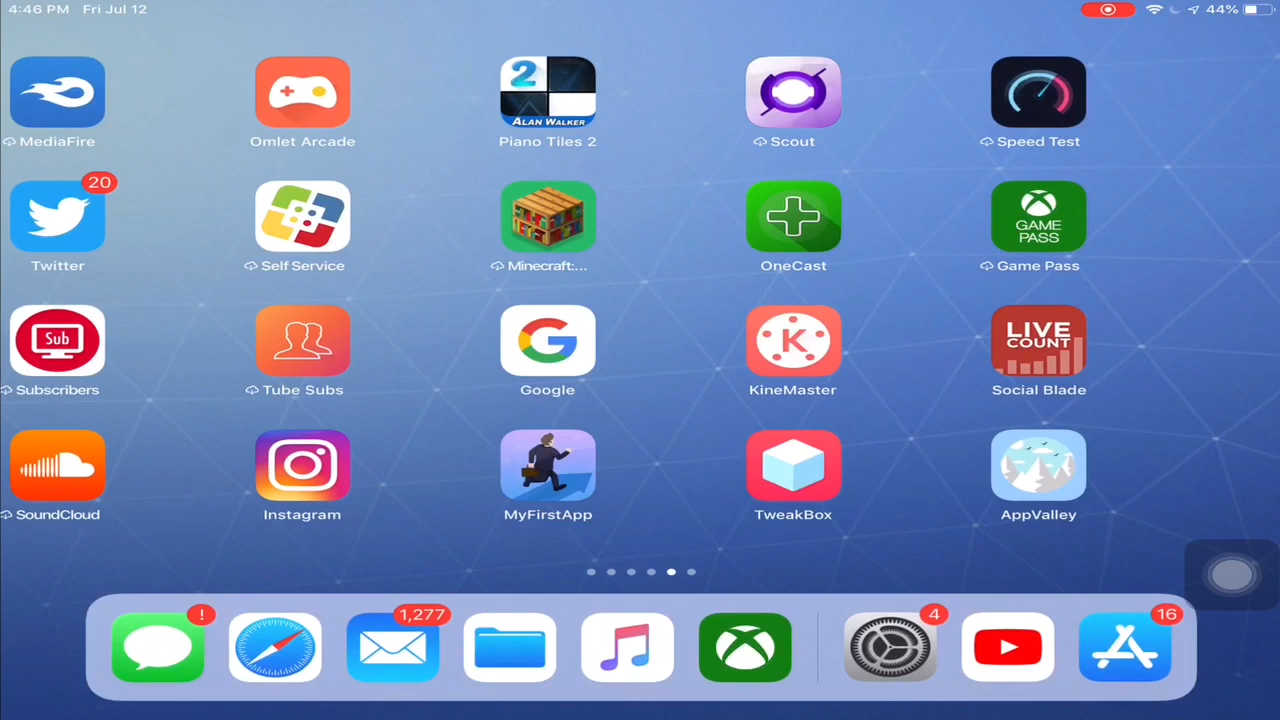 4:46 PM Fri Jul 12
44%
2
ALAN WALKER
MediaFire
Omlet Arcade
Piano Tiles 2
Scout
Speed Test
20
GAME
PASS
Twitter
Self Service
Minecraft:...
OneCast
Game Pass
Sub
G
K
LIVE
COUNT
Subscribers
Tube Subs
Google
KineMaster
Social Blade
SoundCloud
Instagram
MyFirstApp
TweakBox
AppValley
!
1,277
4
16